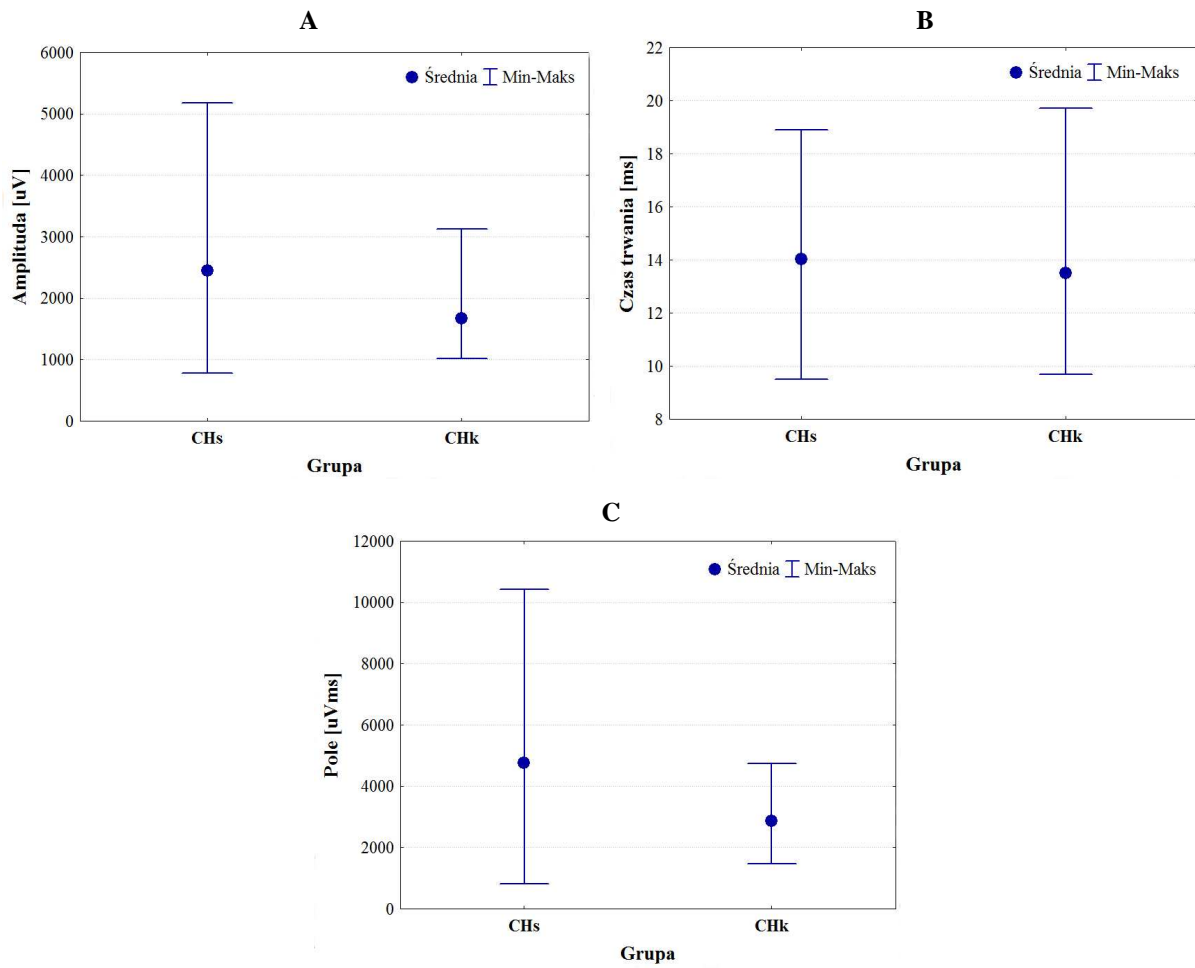 A
6000
5000
4000
3000
2000
1000
0
Amplituda [uV]
Średnia Min-Maks
CHs CHk
Grupa
B
22
20
18
16
14
12
10
8
Czas trwania [ms]
Średnia Min-Maks
CHs CHk
Grupa
C
12000
10000
8000
6000
4000
2000
0
Pole [uVms]
Średnia Min-Maks
CHs CHk
Grupa